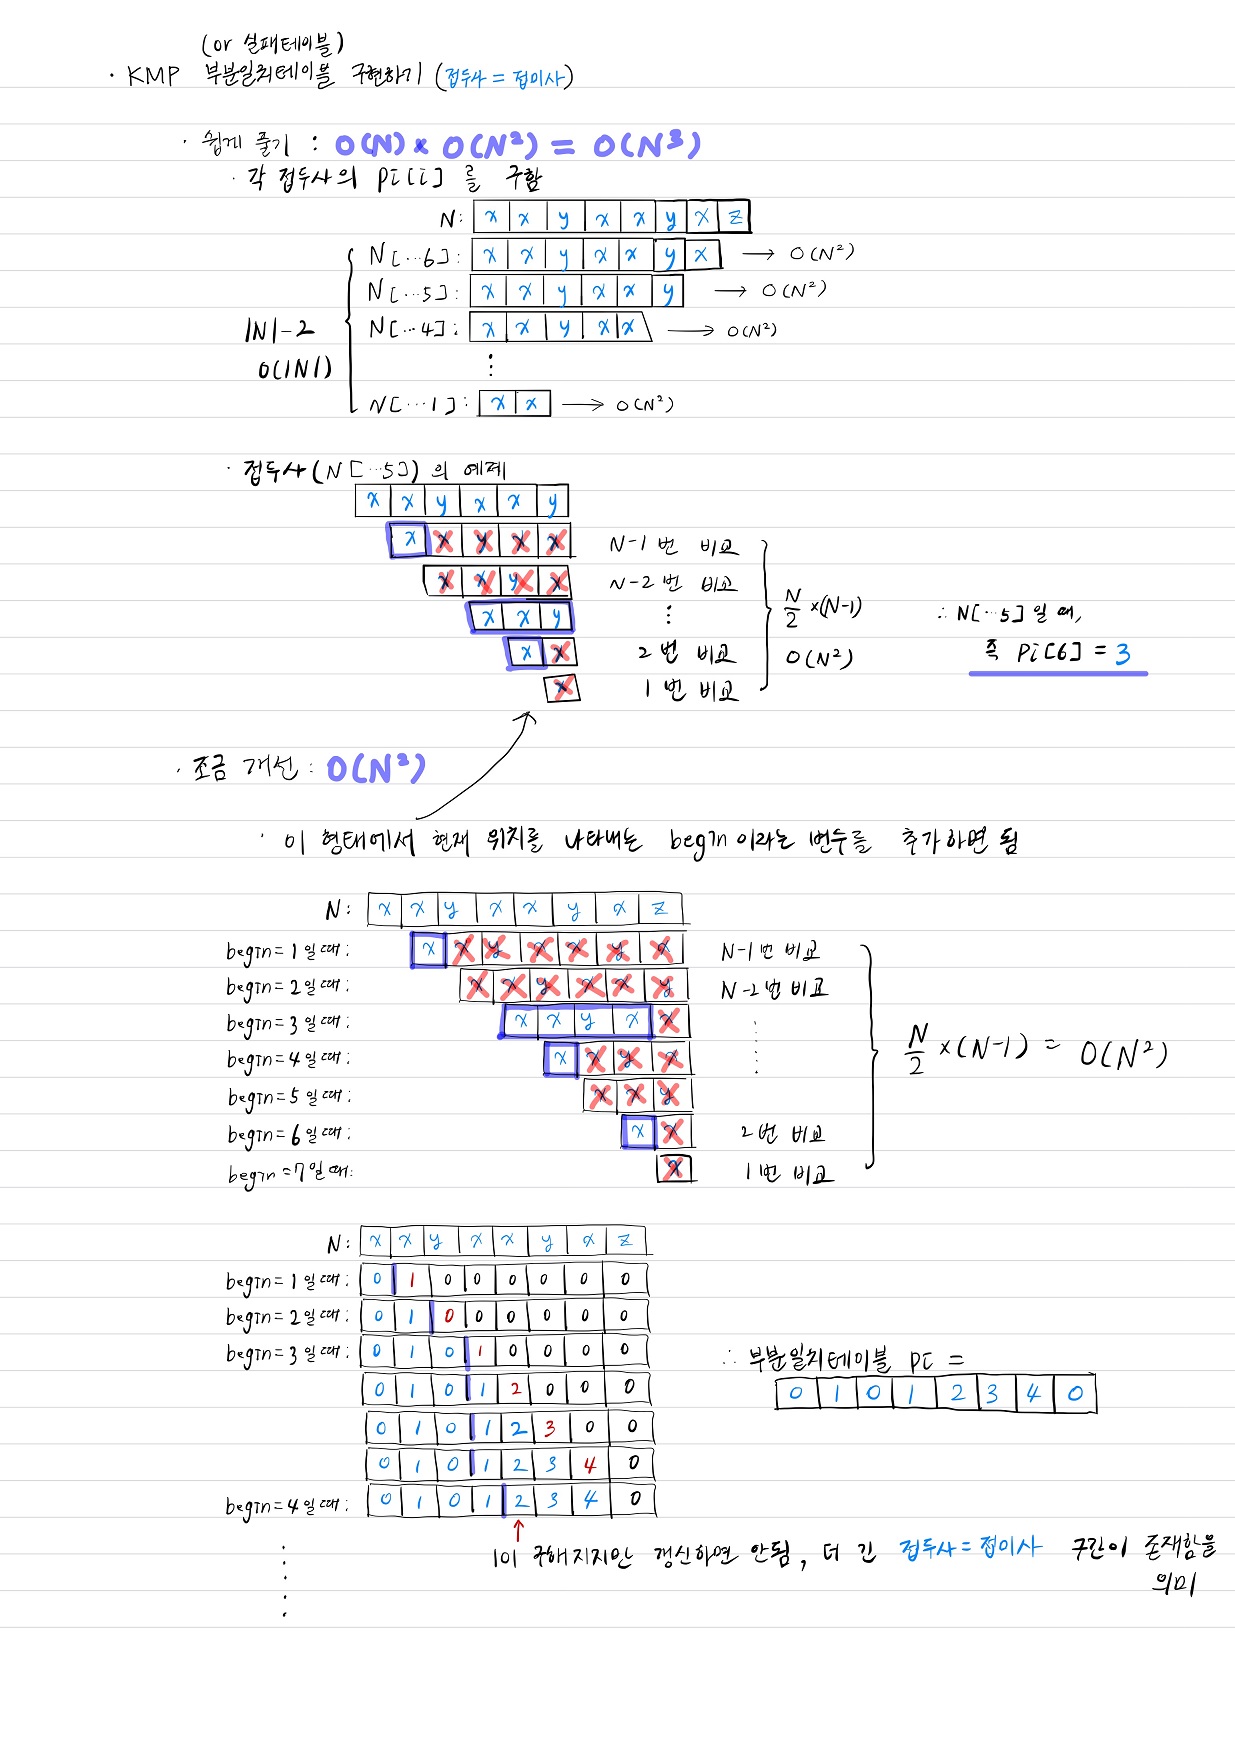 (or 실패테이블)
· KMP 부분일치테이블 구현하기 (접두사 = 접미사)
· 쉽게 풀기 : O(N) × O(N²) = O(N³)
· 각 접두사의 Pi[i] 를 구함
N: x x y x x y x z
N[…6]: x x y x x y x → O(N²)
N[…5]: x x y x x y → O(N²)
|N|-2
N[…4]: x x y x x → O(N²)
O(|N|)
⋮
N[…1]: x x → O(N²)
· 접두사(N[…5])의 예제
x x y x x y
x x y x x N-1 번 비교
x x y x N-2 번 비교
x x y ⋮ N/2 ×(N-1) ∴ N[…5] 일 때,
x x 2 번 비교 O(N²) 즉 Pi[6] = 3
x 1 번 비교
· 조금 개선 : O(N²)
· 이 형태에서 현재 위치를 나타내는 begin 이라는 변수를 추가하면 됨
N: x x y x x y x z
begin=1일때: x x y x x y x N-1 번 비교
begin=2일때: x x y x x y N-2 번 비교
begin=3일때: x x y x x
begin=4일때: x x y x N/2 ×(N-1) = O(N²)
begin=5일때: x x y
begin=6일때: x x 2 번 비교
begin=7일때: x 1 번 비교
N: x x y x x y x z
begin=1일때: 0 1 0 0 0 0 0 0
begin=2일때: 0 1 0 0 0 0 0 0
begin=3일때: 0 1 0 1 0 0 0 0 ∴ 부분일치테이블 Pi =
0 1 0 1 2 0 0 0 0 1 0 1 2 3 4 0
0 1 0 1 2 3 0 0
0 1 0 1 2 3 4 0
begin=4일때: 0 1 0 1 2 3 4 0
1이 구해지지만 갱신하면 안됨, 더 긴 접두사=접미사 구간이 존재함을
의미